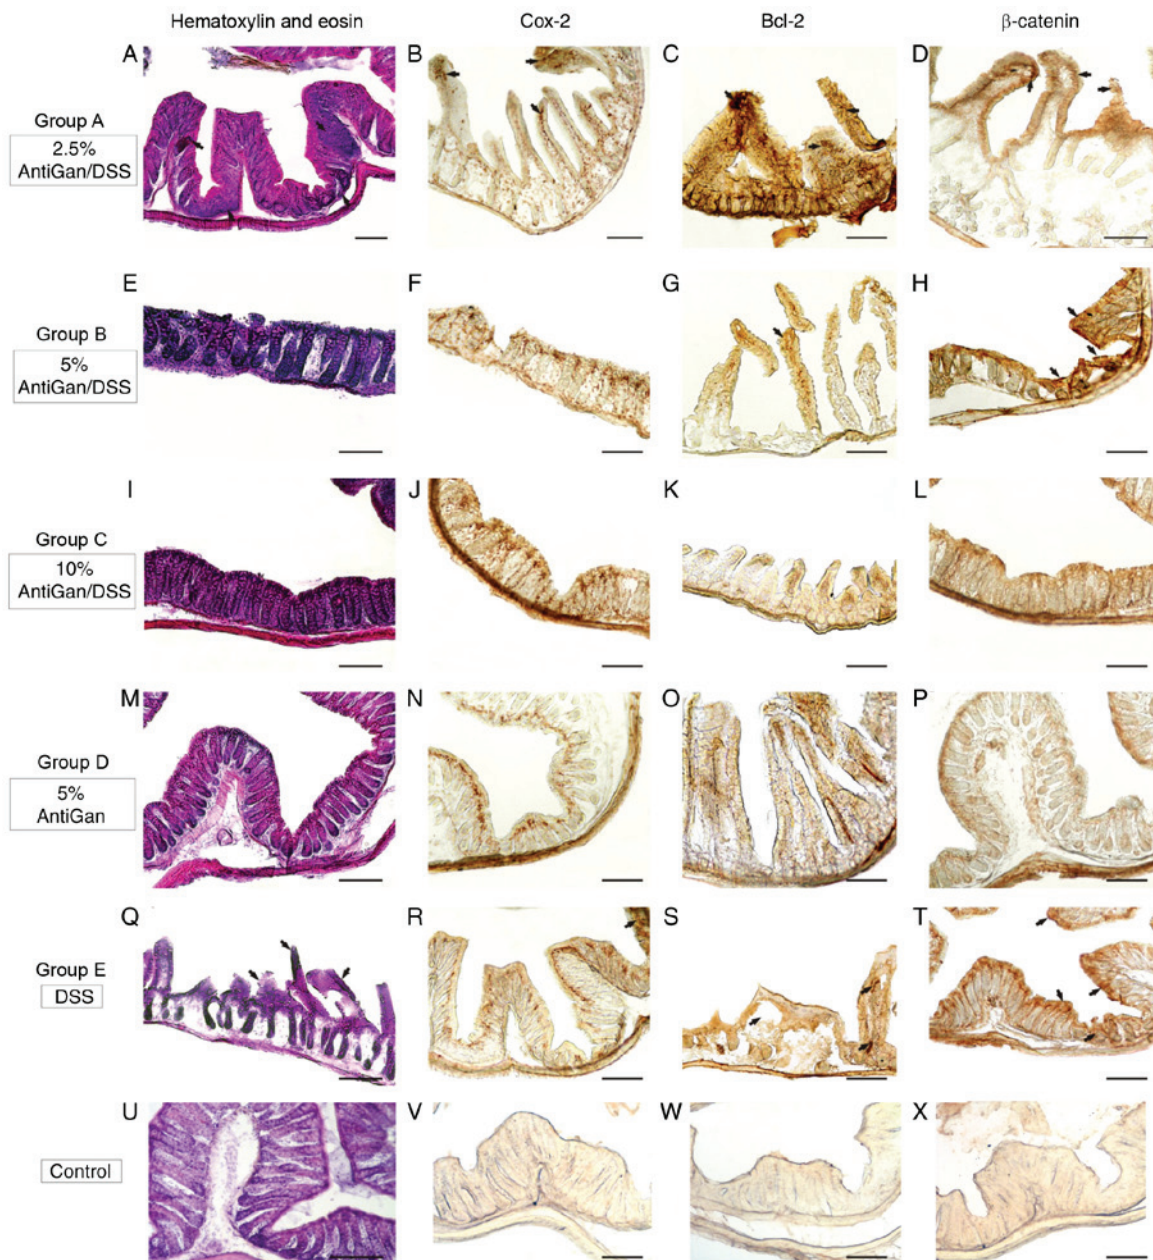 Hematoxylin and eosin Cox-2 Bcl-2 β-catenin
A B C D
Group A
2.5%
AntiGan/DSS
E F G H
Group B
5%
AntiGan/DSS
I J K L
Group C
10%
AntiGan/DSS
M N O P
Group D
5%
AntiGan
Q R S T
Group E
DSS
U V W X
Control